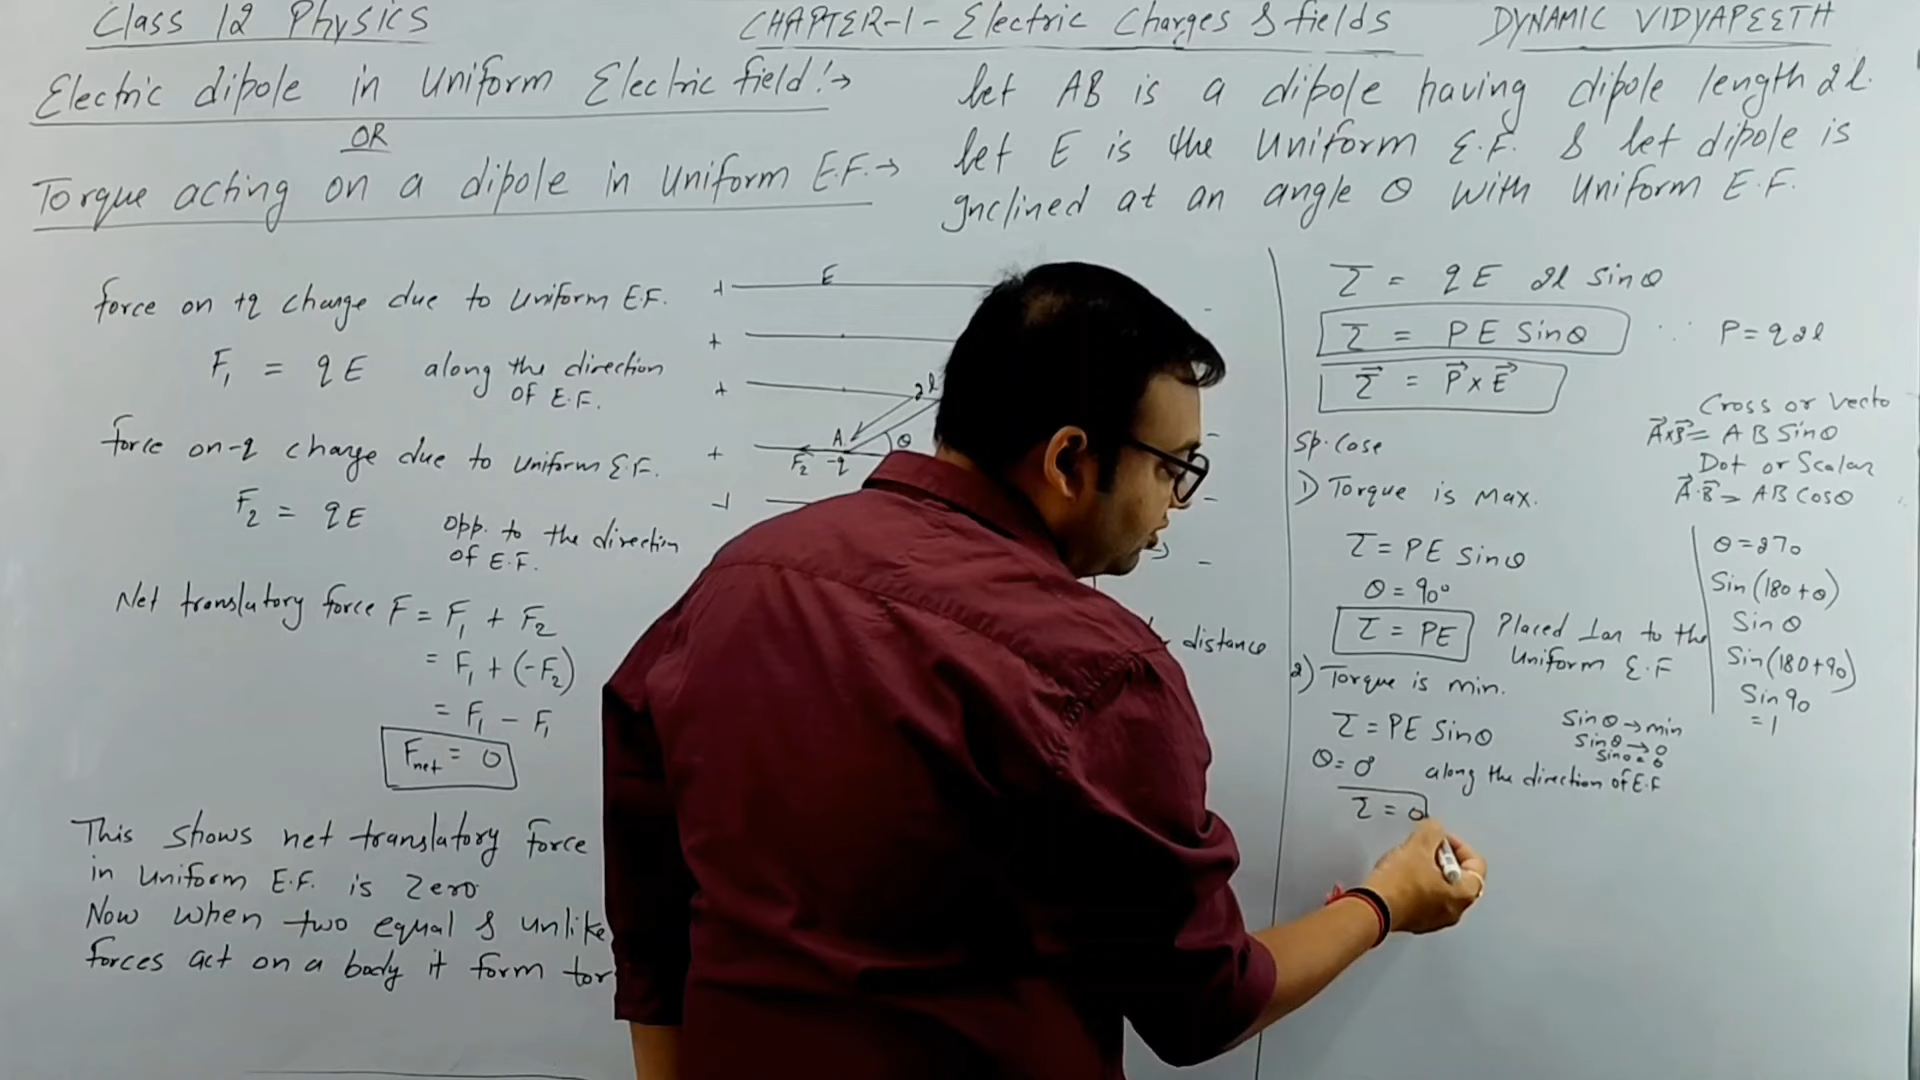 Class 12 Physics
CHAPTER-1- Electric Charges & fields
DYNAMIC VIDYAPEETH
Electric dipole in Uniform Electric field:→
OR
Torque acting on a dipole in Uniform E.F.→
let AB is a dipole having dipole length 2l.
let E is the Uniform E.F. & let dipole is
Inclined at an angle θ with Uniform E.F.
force on +q charge due to Uniform E.F.
F₁ = qE along the direction
of E.F.
force on -q charge due to Uniform E.F.
F₂ = qE opp. to the direction
of E.F.
Net translatory force F = F₁ + F₂
= F₁ + (-F₂)
= F₁ - F₁
Fnet = 0
This shows net translatory force
in Uniform E.F. is Zero
Now when two equal & unlike
forces act on a body it form tor
+ E
+
+ 2l
+ F₂ A -q θ
+
distance
τ = qE 2l Sinθ
τ = PE Sinθ ∵ P = q2l
τ⃗ = P⃗ × E⃗
Cross or Vecto
A⃗×B⃗ = AB Sinθ
Dot or Scalar
A⃗.B⃗ = AB Cosθ
Sp. Case
1) Torque is Max.
τ = PE Sinθ
θ = 90°
τ = PE Placed ⊥ar to the
Uniform E.F
θ = 270
Sin(180+θ)
Sinθ
Sin(180+90)
Sin 90
= 1
2) Torque is Min.
τ = PE Sinθ
Sinθ → min
Sinθ → 0
Sin0 = 0
θ = 0° along the direction of E.F
τ = 0